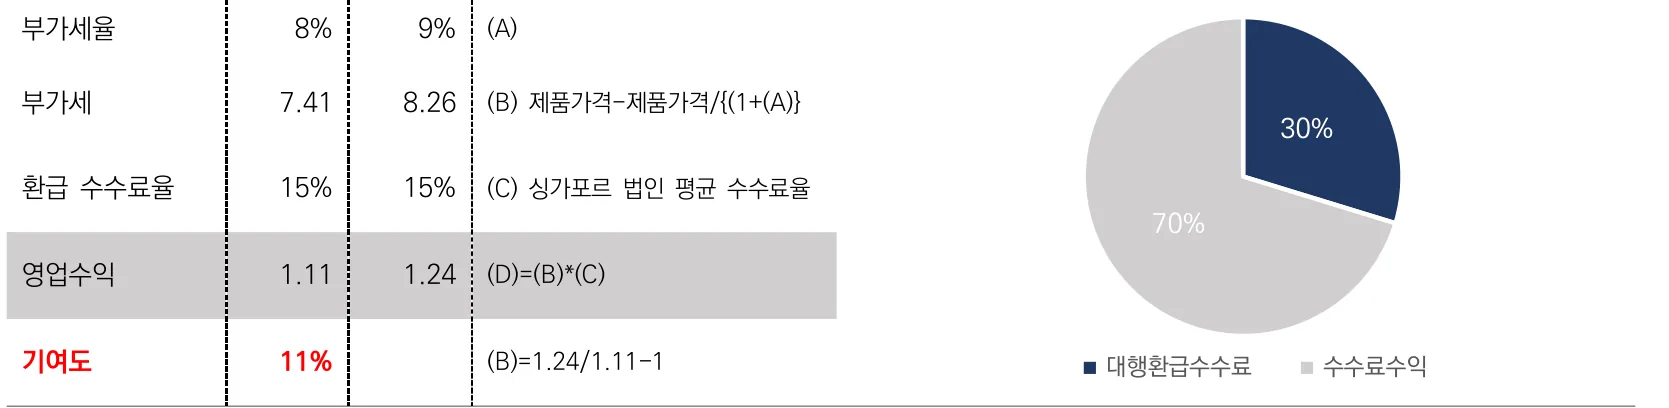 부가세율 8% 9% (A)
부가세 7.41 8.26 (B) 제품가격-제품가격/{(1+(A)}
환급 수수료율 15% 15% (C) 싱가포르 법인 평균 수수료율
영업수익 1.11 1.24 (D)=(B)*(C)
기여도 11% (B)=1.24/1.11-1
30%
70%
대행환급수수료 수수료수익